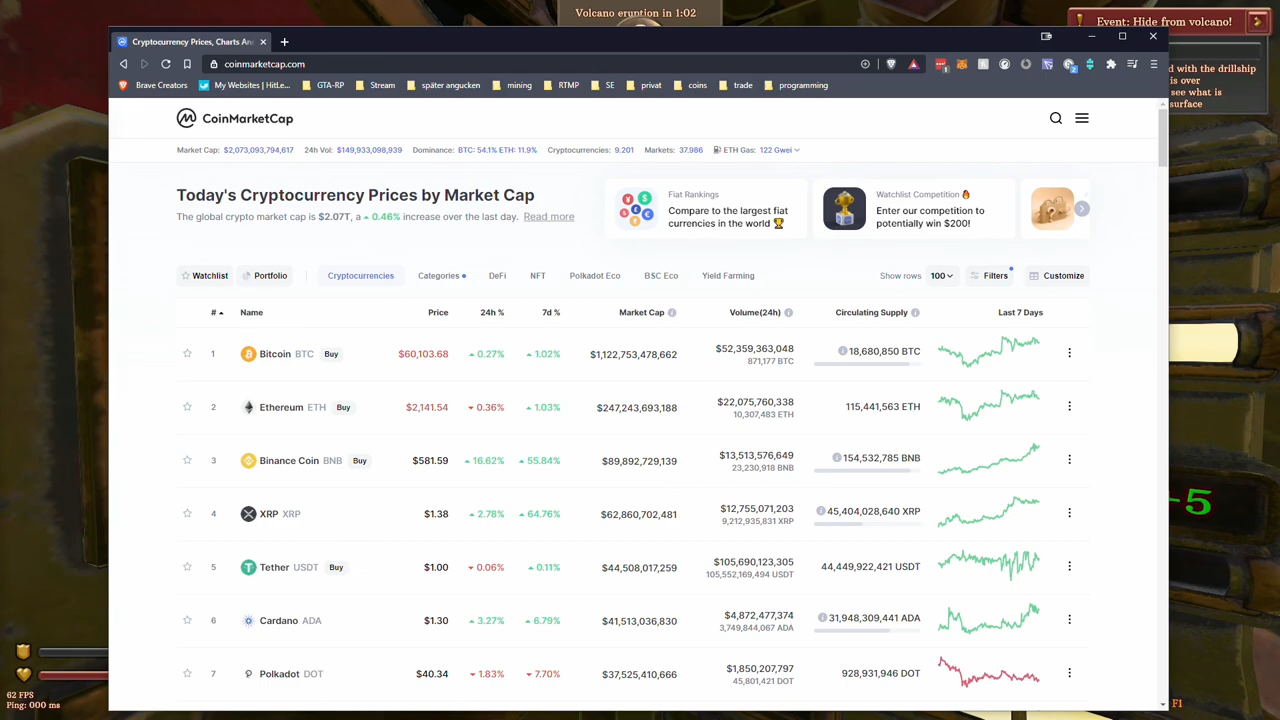 Volcano eruption in 1:02
Event: Hide from volcano!
Cryptocurrency Prices, Charts An
coinmarketcap.com
Brave Creators My Websites | HitLe... GTA-RP Stream später angucken mining RTMP SE privat coins trade programming
d with the drillship
is over
see what is
surface
CoinMarketCap
Market Cap: $2,073,093,794,617 24h Vol: $149,933,098,939 Dominance: BTC: 54.1% ETH: 11.9% Cryptocurrencies: 9.201 Markets: 37.986 ETH Gas: 122 Gwei
Today's Cryptocurrency Prices by Market Cap
The global crypto market cap is $2.07T, a 0.46% increase over the last day. Read more
Fiat Rankings
Compare to the largest fiat
currencies in the world
Watchlist Competition
Enter our competition to
potentially win $200!
Watchlist Portfolio Cryptocurrencies Categories DeFi NFT Polkadot Eco BSC Eco Yield Farming Show rows 100 Filters Customize
# Name Price 24h % 7d % Market Cap Volume(24h) Circulating Supply Last 7 Days
1 Bitcoin BTC Buy $60,103.68 0.27% 1.02% $1,122,753,478,662 $52,359,363,048 18,680,850 BTC
871,177 BTC
2 Ethereum ETH Buy $2,141.54 0.36% 1.03% $247,243,693,188 $22,075,760,338 115,441,563 ETH
10,307,483 ETH
3 Binance Coin BNB Buy $581.59 16.62% 55.84% $89,892,729,139 $13,513,576,649 154,532,785 BNB
23,230,918 BNB
4 XRP XRP $1.38 2.78% 64.76% $62,860,702,481 $12,755,071,203 45,404,028,640 XRP
9,212,935,831 XRP
5 Tether USDT Buy $1.00 0.06% 0.11% $44,508,017,259 $105,690,123,305 44,449,922,421 USDT
105,552,169,494 USDT
6 Cardano ADA $1.30 3.27% 6.79% $41,513,036,830 $4,872,477,374 31,948,309,441 ADA
3,749,844,067 ADA
7 Polkadot DOT $40.34 1.83% 7.70% $37,525,410,666 $1,850,207,797 928,931,946 DOT
45,801,421 DOT
-5
62 FPS
Ping: 000 ms
F1